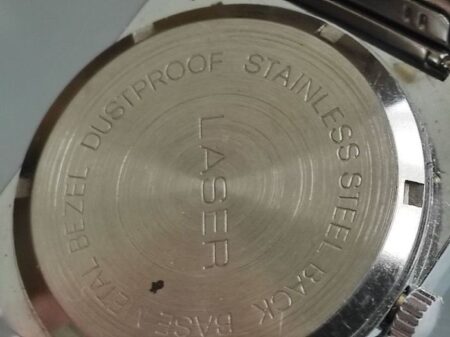 BASE METAL BEZEL DUSTPROOF STAINLESS STEEL BACK
LASER